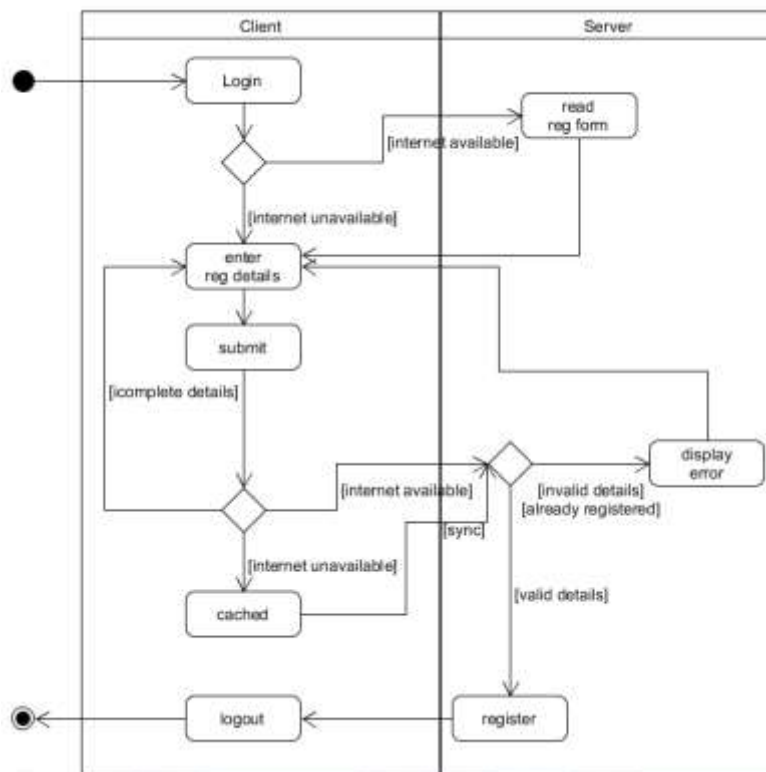 Client
Server
Login
read
reg form
[internet available]
[internet unavailable]
enter
reg details
submit
[icomplete details]
[internet available]
[invalid details]
[already registered]
display
error
[sync]
[internet unavailable]
[valid details]
cached
logout
register